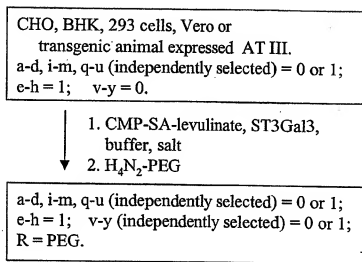 CHO, BHK, 293 cells, Vero or
transgenic animal expressed AT III.
a-d, i-m, q-u (independently selected) = 0 or 1;
e-h = 1; v-y = 0.
1. CMP-SA-levulinate, ST3Gal3,
buffer, salt
2. H4N2-PEG
a-d, i-m, q-u (independently selected) = 0 or 1;
e-h = 1; v-y (independently selected) = 0 or 1;
R = PEG.